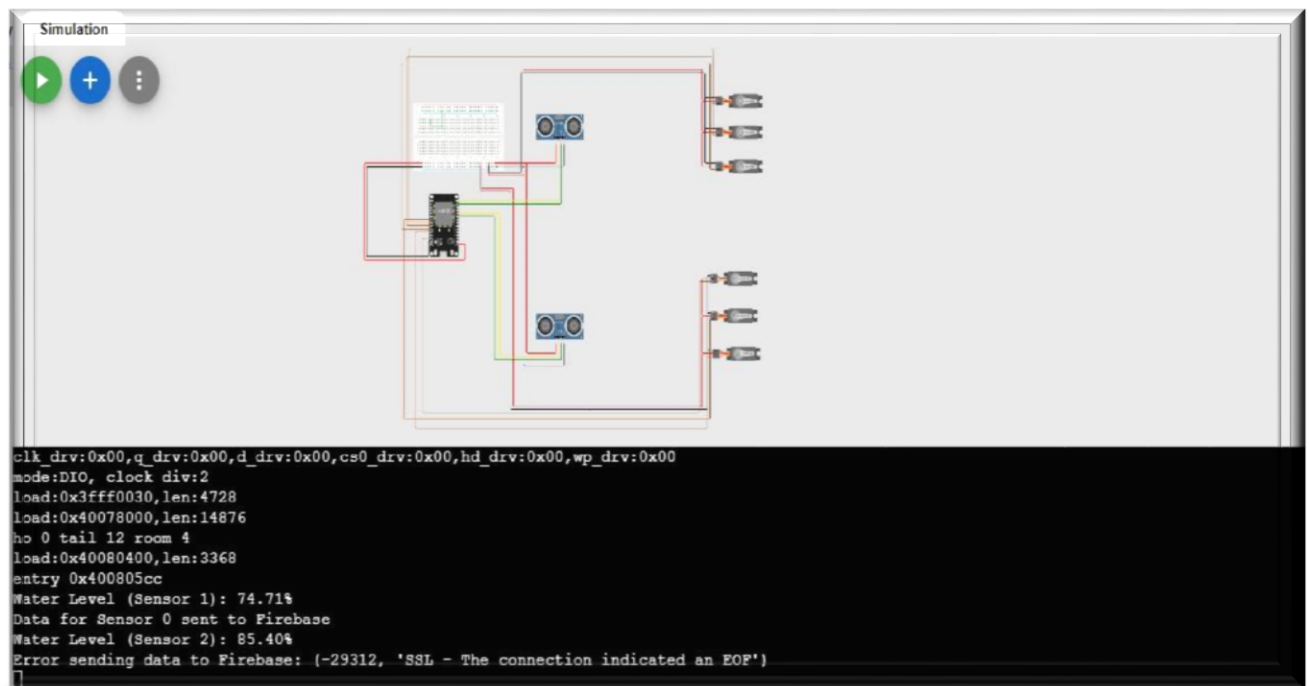 Simulation
clk_drv:0x00,q_drv:0x00,d_drv:0x00,cs0_drv:0x00,hd_drv:0x00,wp_drv:0x00
mode:DIO, clock div:2
load:0x3fff0030,len:4728
load:0x40078000,len:14876
ho 0 tail 12 room 4
load:0x40080400,len:3368
entry 0x400805cc
Water Level (Sensor 1): 74.71%
Data for Sensor 0 sent to Firebase
Water Level (Sensor 2): 85.40%
Error sending data to Firebase: (-29312, 'SSL - The connection indicated an EOF')